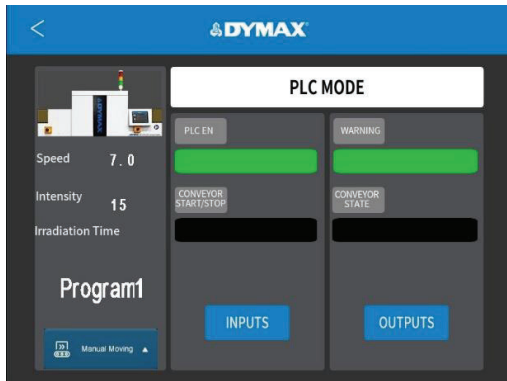 <
DYMAX
PLC MODE
Speed 7.0
Intensity 15
Irradiation Time
Program1
Manual Moving ▲
PLC EN
CONVEYOR
START/STOP
INPUTS
WARNING
CONVEYOR
STATE
OUTPUTS